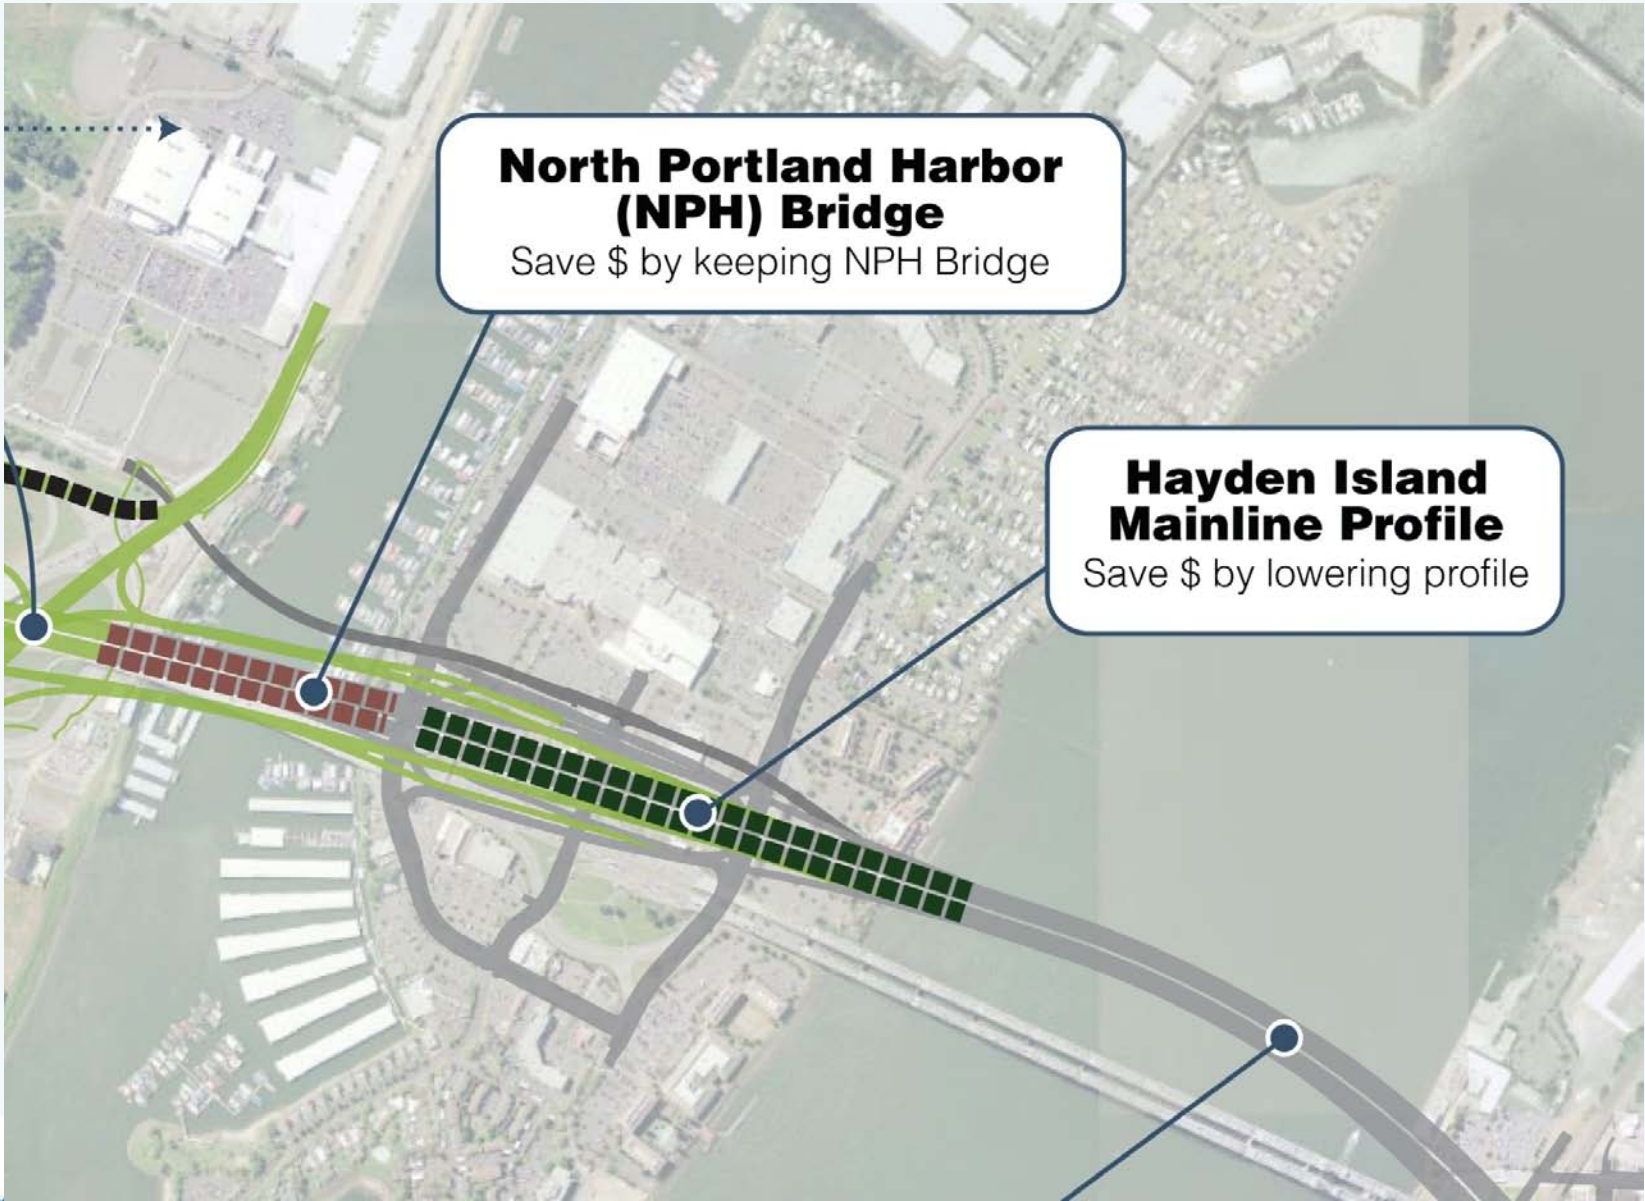 North Portland Harbor
(NPH) Bridge
Save $ by keeping NPH Bridge
Hayden Island
Mainline Profile
Save $ by lowering profile